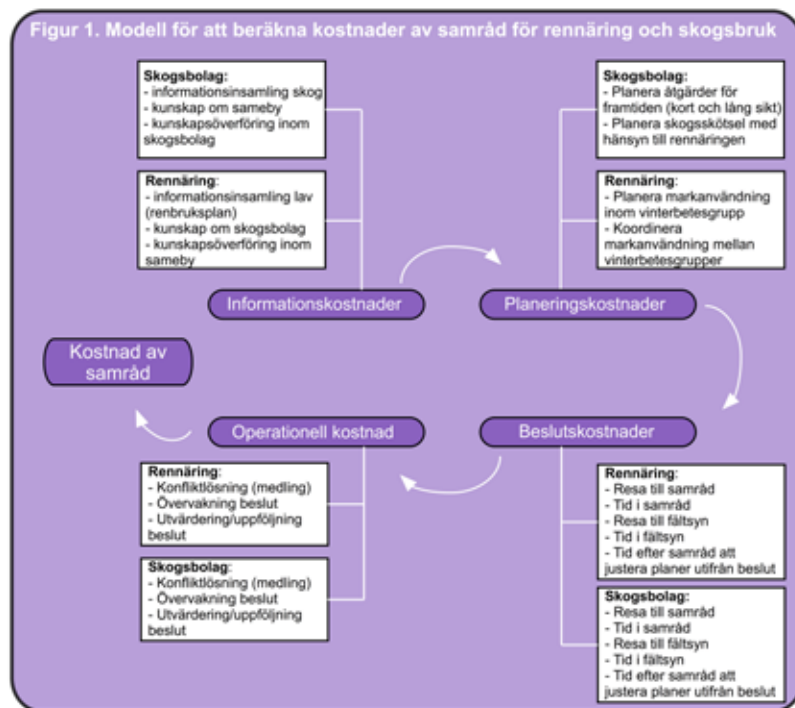 Figur 1. Modell för att beräkna kostnader av samråd för rennäring och skogsbruk
Skogsbolag:
- informationsinsamling skog
- kunskap om sameby
- kunskapsöverföring inom
skogsbolag
Rennäring:
- informationsinsamling lav
(renbruksplan)
- kunskap om skogsbolag
- kunskapsöverföring inom
sameby
Informationskostnader
Skogsbolag:
- Planera åtgärder för
framtiden (kort och lång sikt)
- Planera skogsskötsel med
hänsyn till rennäringen
Rennäring:
- Planera markanvändning
inom vinterbetesgrupp
- Koordinera
markanvändning mellan
vinterbetesgrupper
Planeringskostnader
Kostnad av
samråd
Operationell kostnad
Rennäring:
- Konfliktlösning (medling)
- Övervakning beslut
- Utvärdering/uppföljning
beslut
Skogsbolag:
- Konfliktlösning (medling)
- Övervakning beslut
- Utvärdering/uppföljning
beslut
Beslutskostnader
Rennäring:
- Resa till samråd
- Tid i samråd
- Resa till fältsyn
- Tid i fältsyn
- Tid efter samråd att
justera planer utifrån beslut
Skogsbolag:
- Resa till samråd
- Tid i samråd
- Resa till fältsyn
- Tid i fältsyn
- Tid efter samråd att
justera planer utifrån beslut